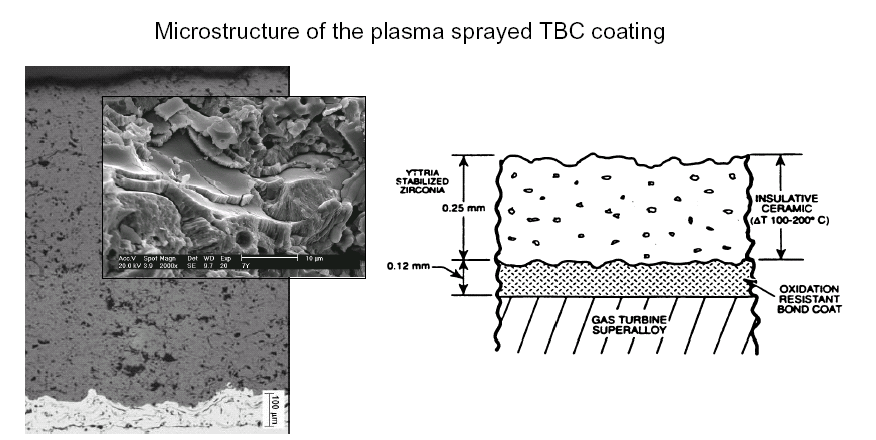 Microstructure of the plasma sprayed TBC coating
Acc.V Spot Magn Det WD Exp
20.0 kV 3.9 2000x SE 9.7 20 7Y
10 µm
100 µm
YTTRIA
STABILIZED
ZIRCONIA
0.25 mm
0.12 mm
INSULATIVE
CERAMIC
(ΔT 100-200° C)
OXIDATION
RESISTANT
BOND COAT
GAS TURBINE
SUPERALLOY